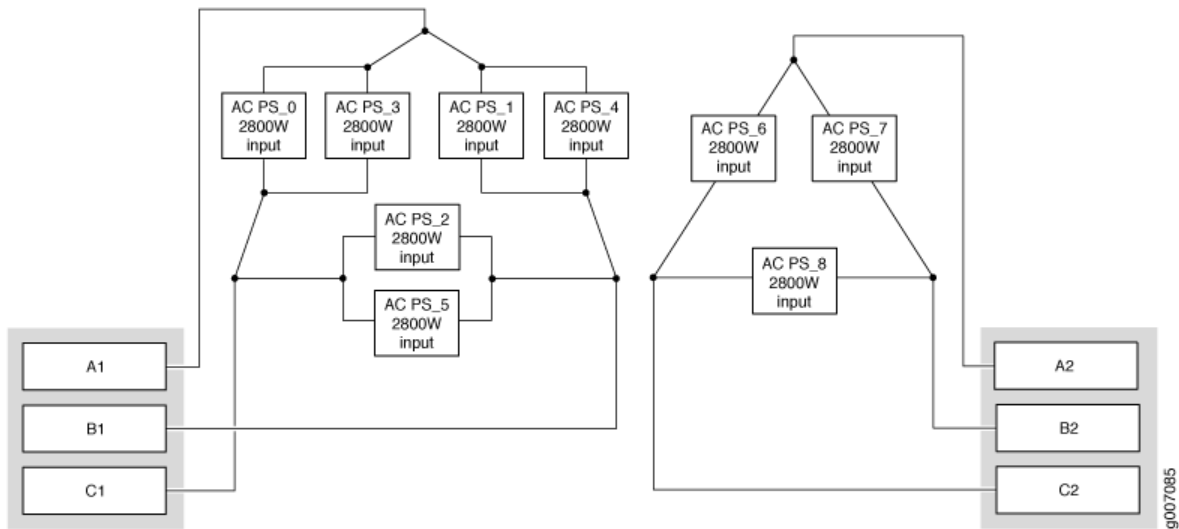 AC PS_0
2800W
input
AC PS_3
2800W
input
AC PS_1
2800W
input
AC PS_4
2800W
input
AC PS_6
2800W
input
AC PS_7
2800W
input
AC PS_2
2800W
input
AC PS_5
2800W
input
AC PS_8
2800W
input
A1
B1
C1
A2
B2
C2
g007085